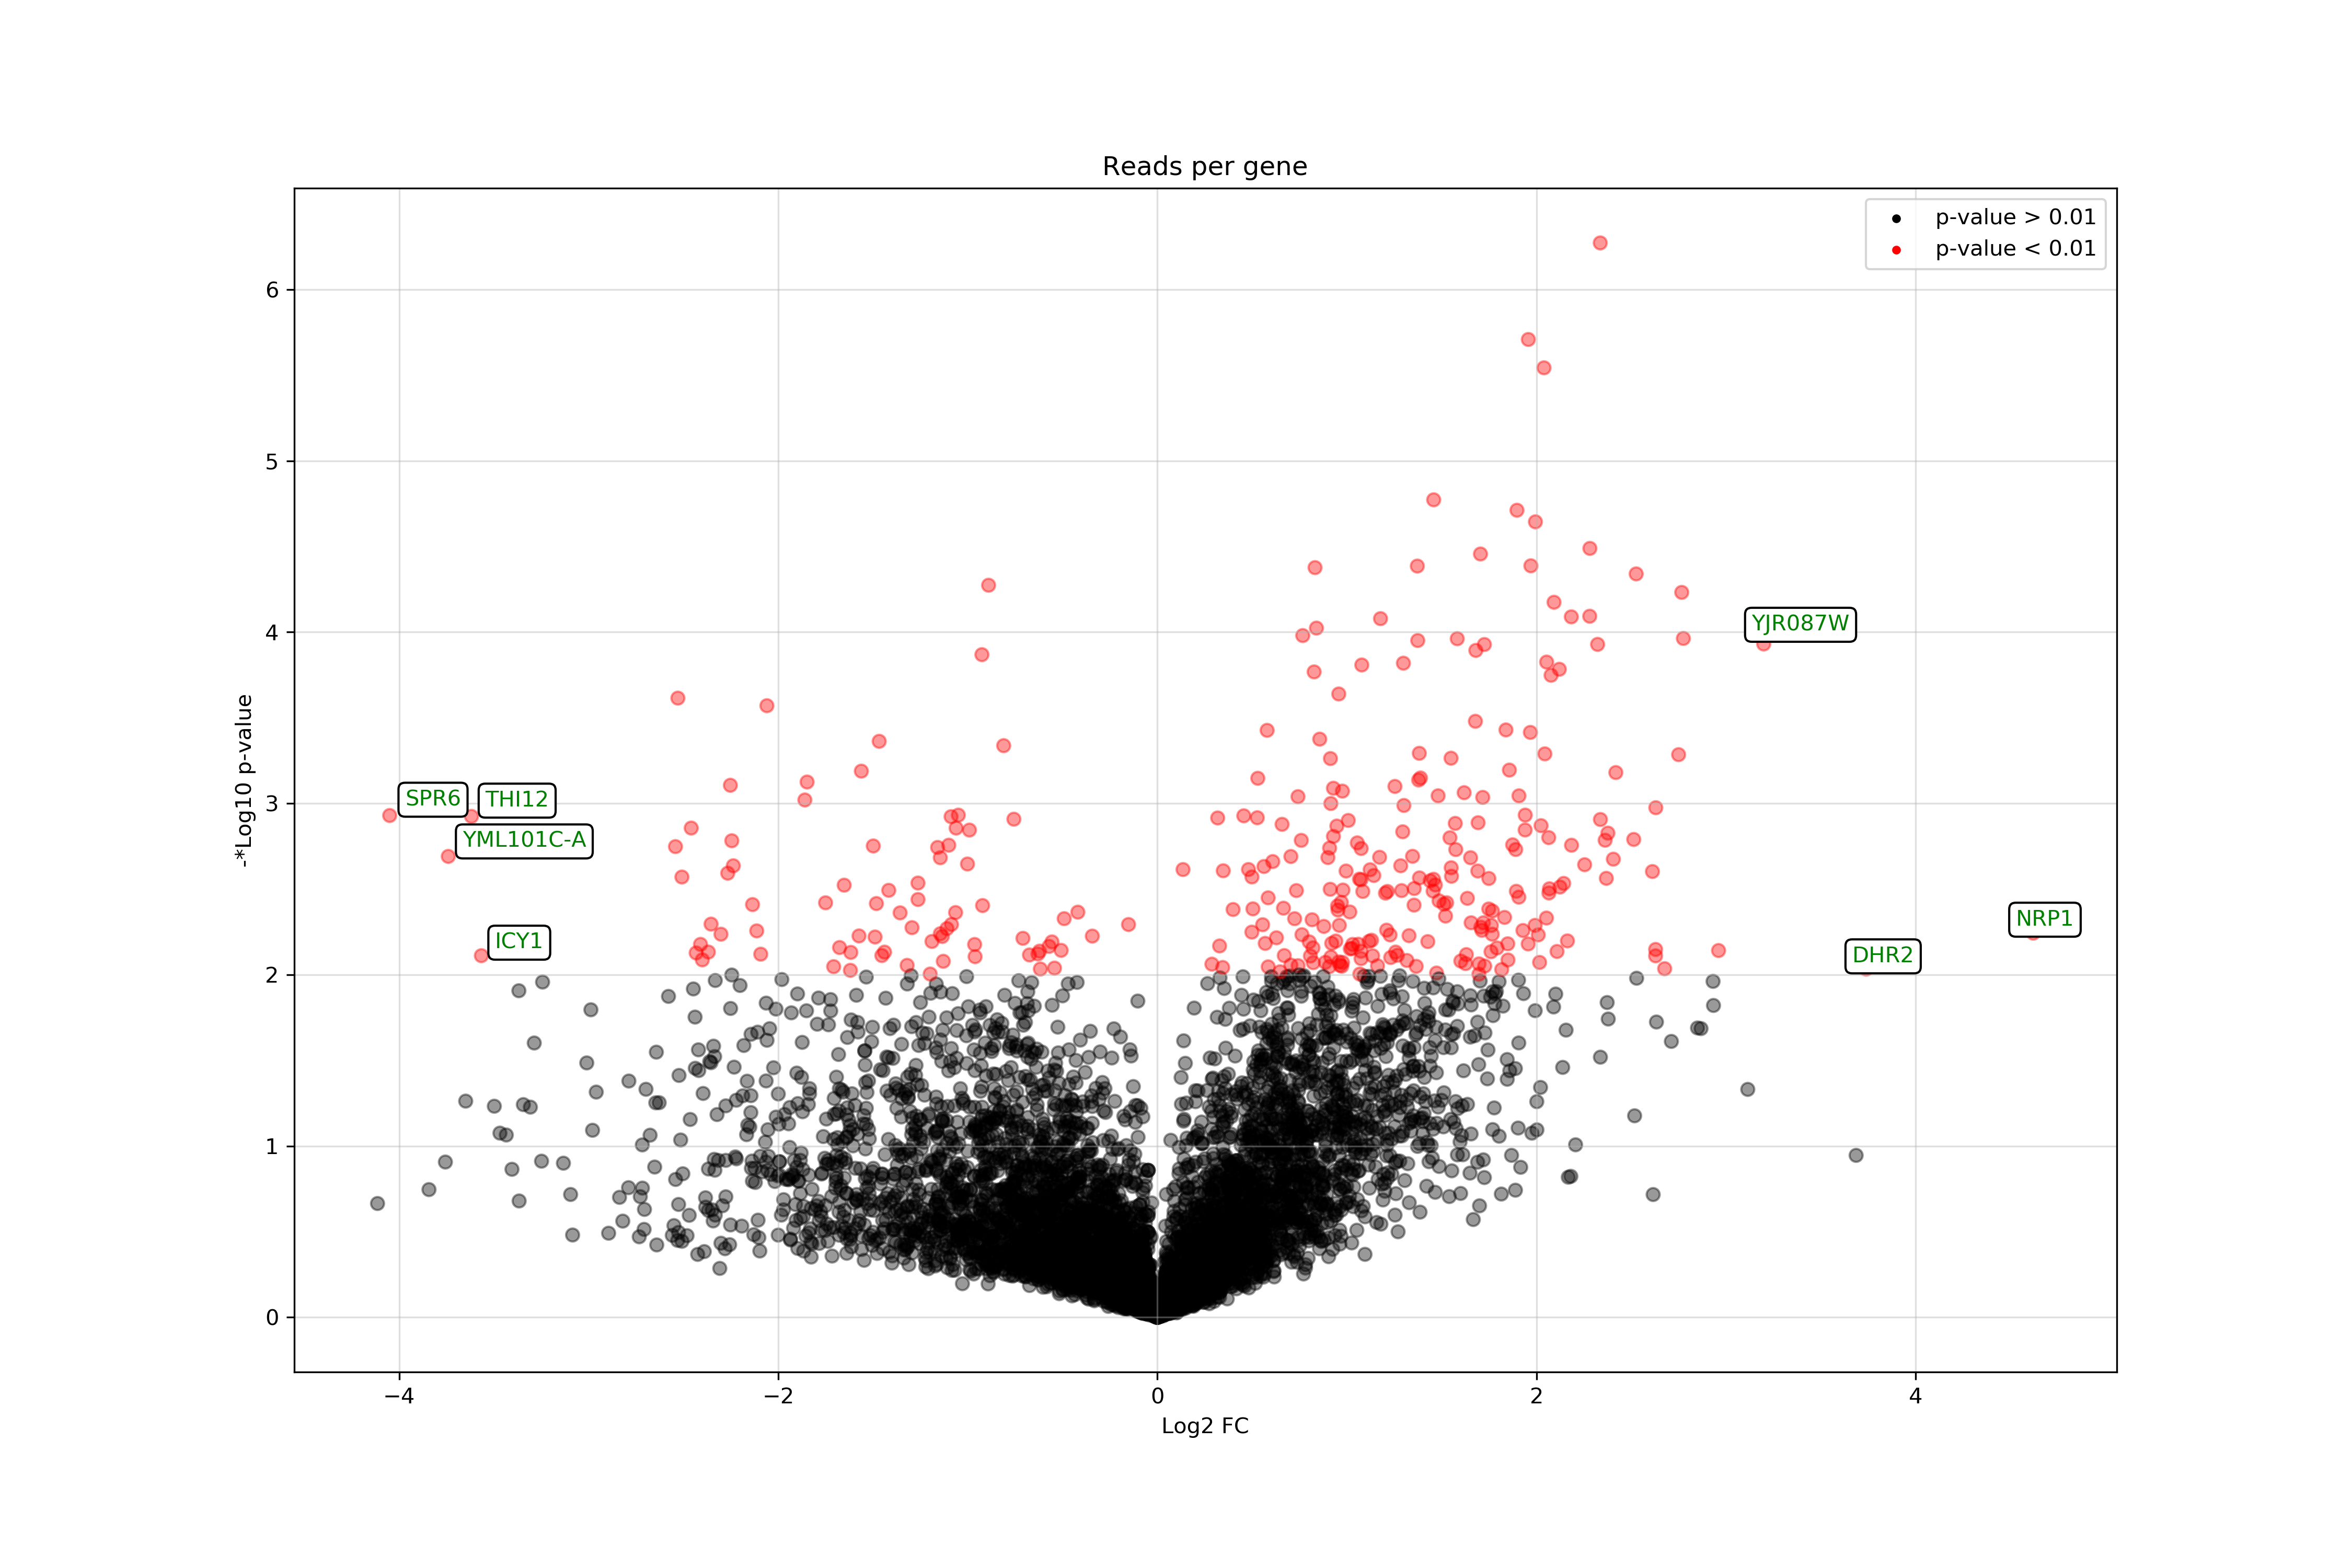 Reads per gene
p-value > 0.01
p-value < 0.01
6
5
4
3
2
1
0
-*Log10 p-value
YJR087W
SPR6
THI12
YML101C-A
ICY1
NRP1
DHR2
−4
−2
0
2
4
Log2 FC